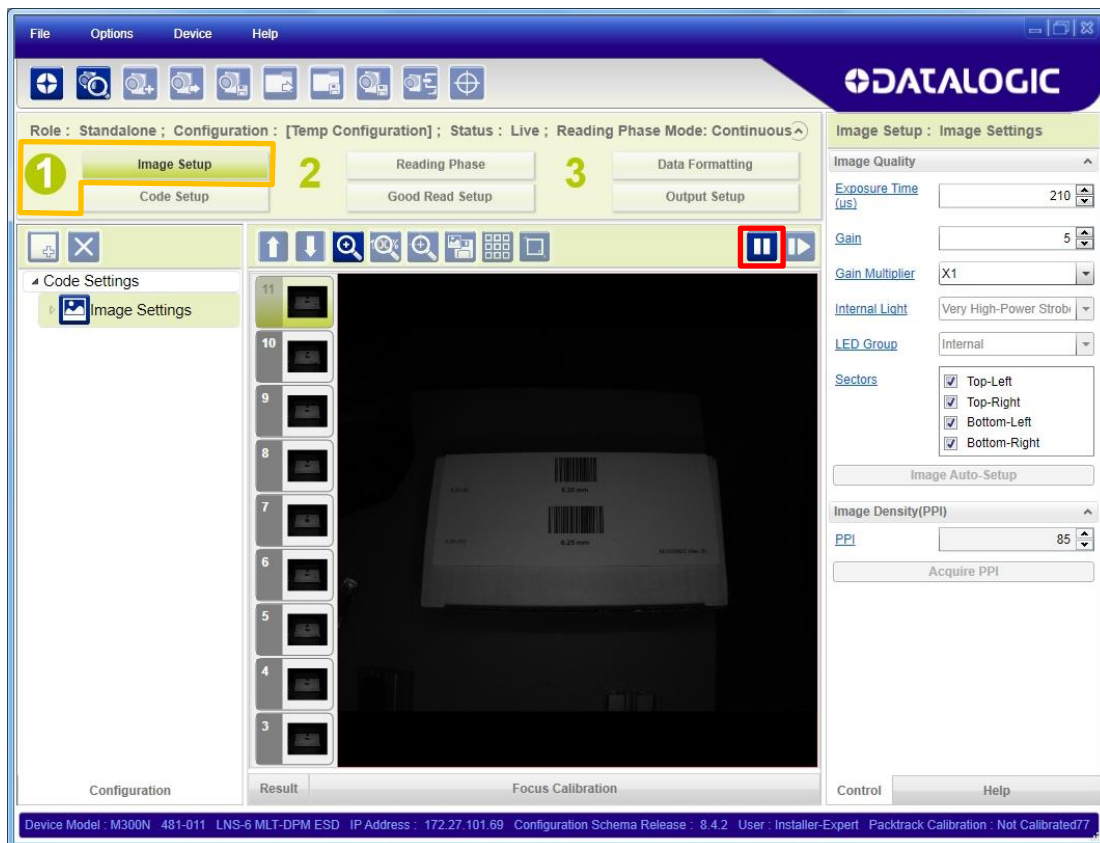 File Options Device Help
DATALOGIC
Role : Standalone ; Configuration : [Temp Configuration] ; Status : Live ; Reading Phase Mode: Continuous
1 Image Setup
Code Setup
2 Reading Phase
Good Read Setup
3 Data Formatting
Output Setup
Code Settings
Image Settings
Configuration
100%
11
10
9
8
7
6
5
4
3
0.20 mm
0.25 mm
Result Focus Calibration
Image Setup : Image Settings
Image Quality
Exposure Time (µs) 210
Gain 5
Gain Multiplier X1
Internal Light Very High-Power Strob
LED Group Internal
Sectors Top-Left
Top-Right
Bottom-Left
Bottom-Right
Image Auto-Setup
Image Density(PPI)
PPI 85
Acquire PPI
Control Help
Device Model : M300N 481-011 LNS-6 MLT-DPM ESD IP Address : 172.27.101.69 Configuration Schema Release : 8.4.2 User : Installer-Expert Packtrack Calibration : Not Calibrated77